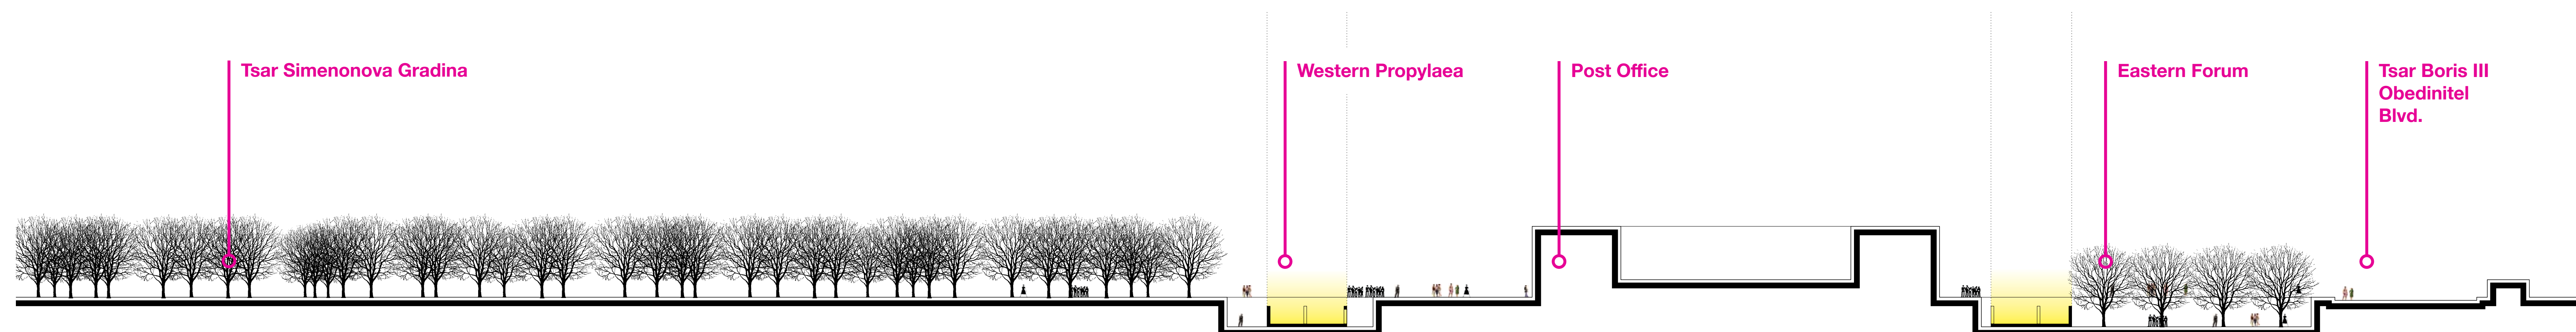 Tsar Simenonova Gradina
Western Propylaea
Post Office
Eastern Forum
Tsar Boris III
Obedinitel
Blvd.